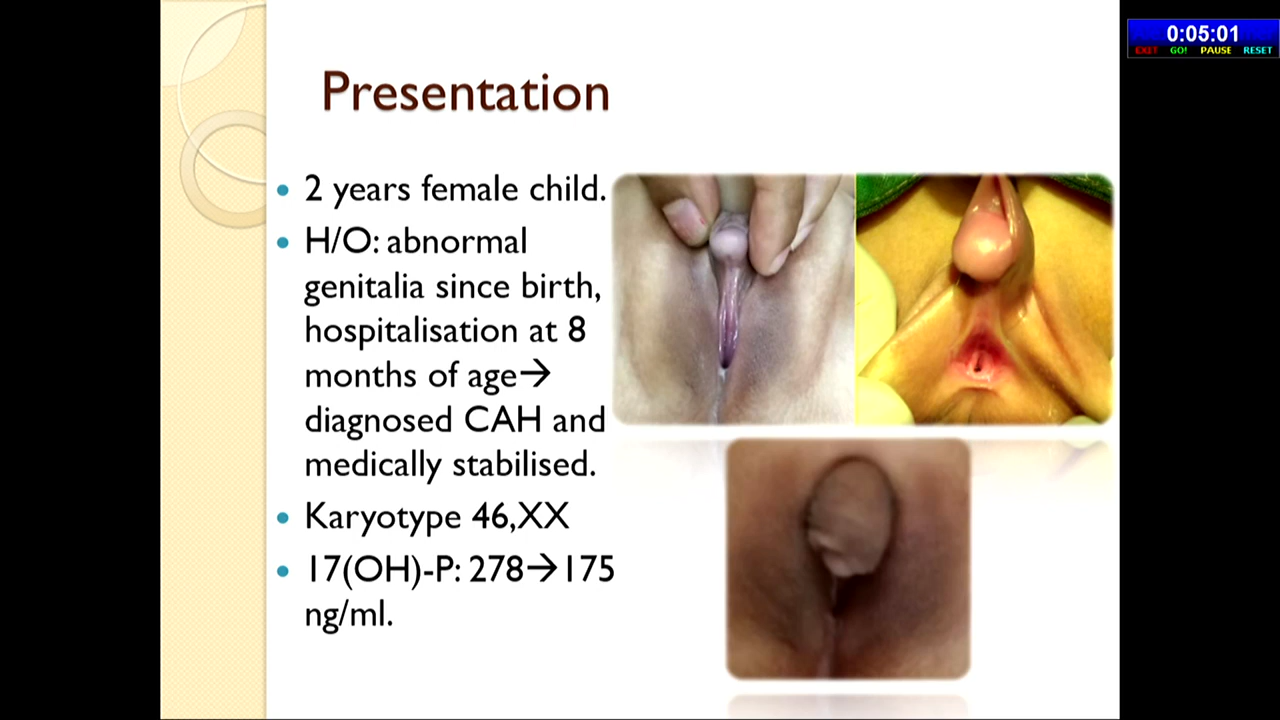 0:05:01
EXIT GO! PAUSE RESET
Presentation
• 2 years female child.
• H/O: abnormal
genitalia since birth,
hospitalisation at 8
months of age→
diagnosed CAH and
medically stabilised.
• Karyotype 46,XX
• 17(OH)-P: 278→175
ng/ml.